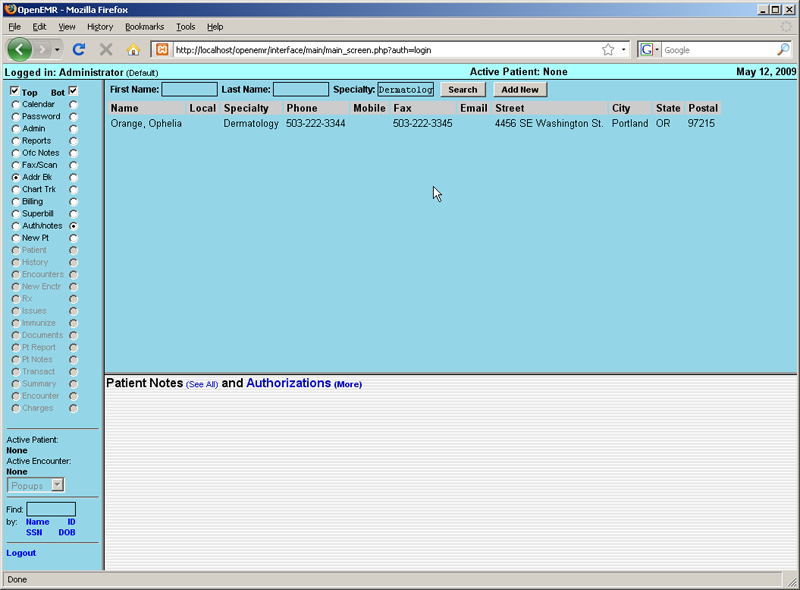 OpenEMR - Mozilla Firefox
File Edit View History Bookmarks Tools Help
http://localhost/openemr/interface/main/main_screen.php?auth=login
G Google
Logged in: Administrator (Default) Active Patient: None May 12, 2009
Top Bot
Calendar
Password
Admin
Reports
Ofc Notes
Fax/Scan
Addr Bk
Chart Trk
Billing
Superbill
Auth/notes
New Pt
Patient
History
Encounters
New Enctr
Rx
Issues
Immunize
Documents
Pt Report
Pt Notes
Transact
Summary
Encounter
Charges
Active Patient:
None
Active Encounter:
None
Popups
Find:
by: Name ID
SSN DOB
Logout
First Name: Last Name: Specialty: Dermatolog Search Add New
Name Local Specialty Phone Mobile Fax Email Street City State Postal
Orange, Ophelia Dermatology 503-222-3344 503-222-3345 4456 SE Washington St. Portland OR 97215
Patient Notes (See All) and Authorizations (More)
Done